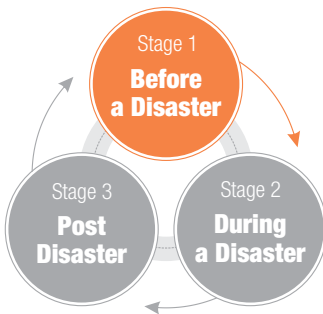 Stage 1
Before
a Disaster
Stage 3
Post
Disaster
Stage 2
During
a Disaster